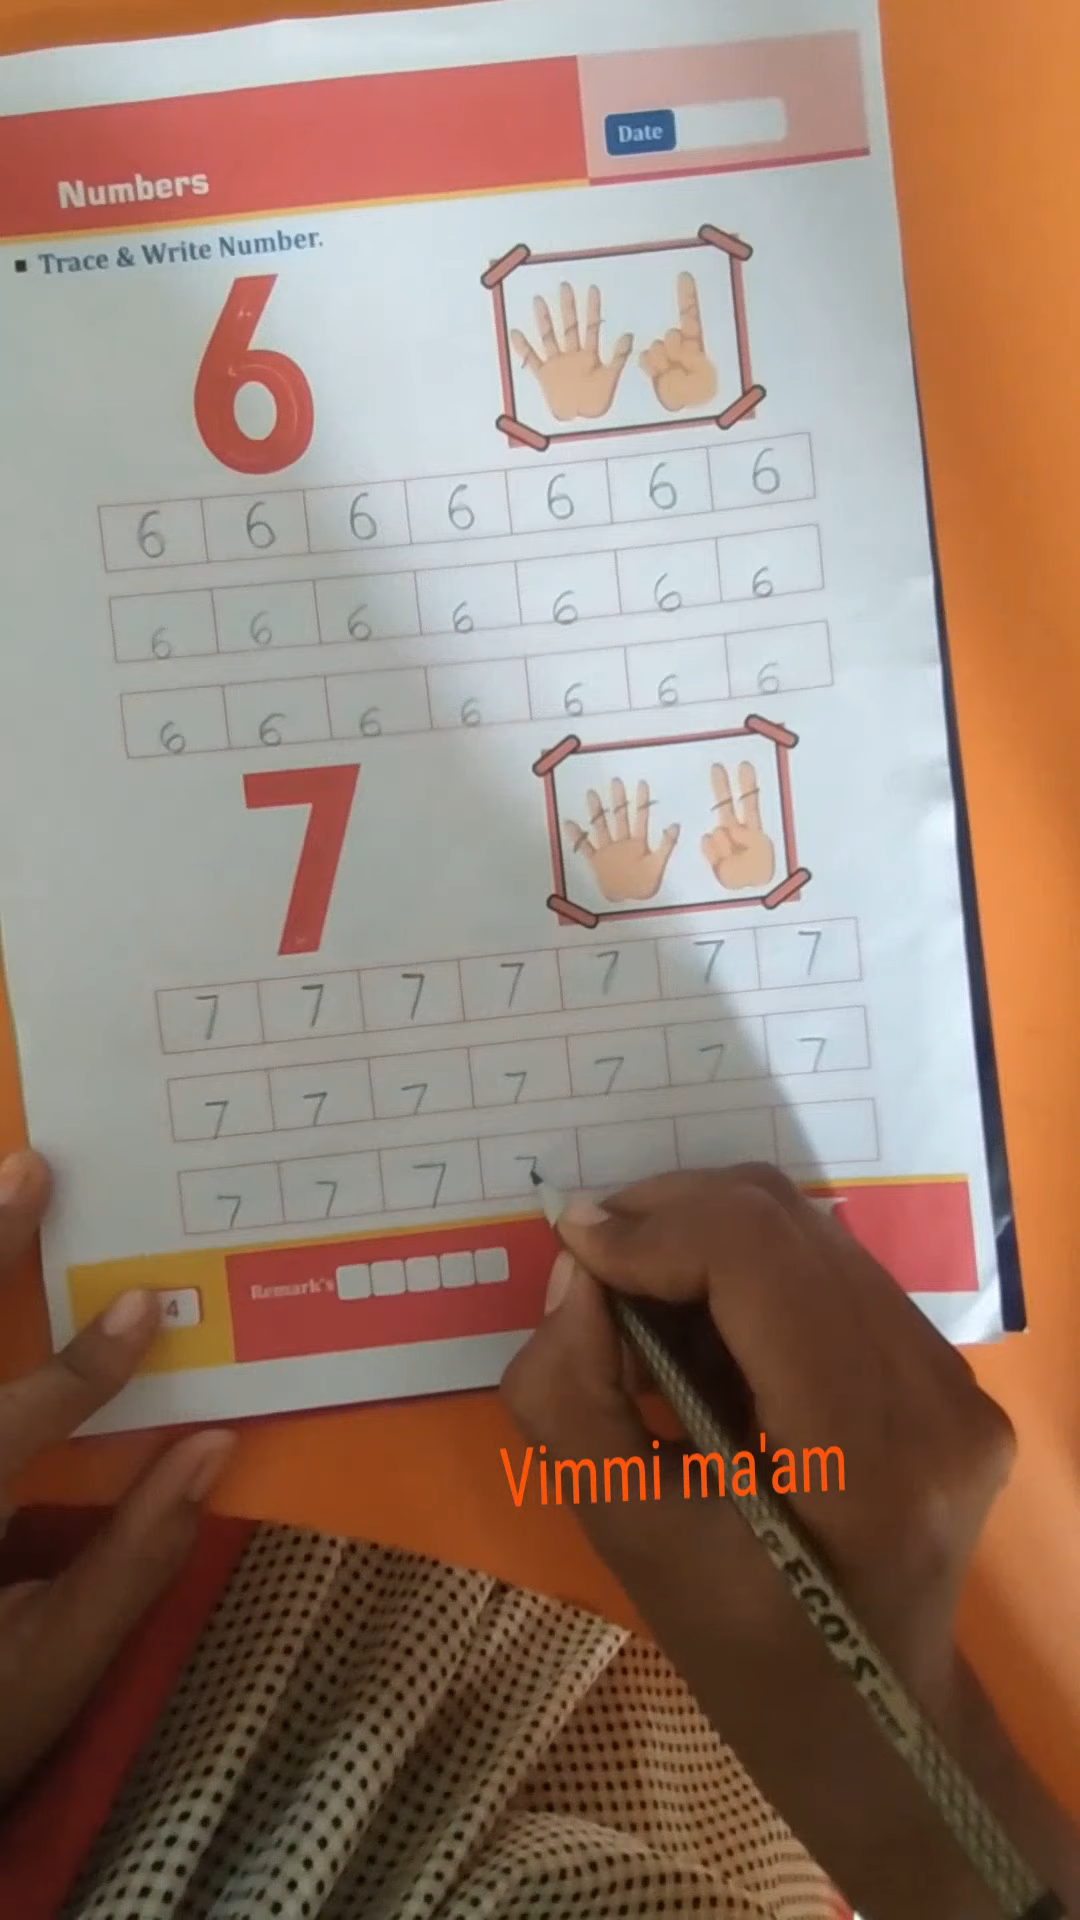 Date
Numbers
▪ Trace & Write Number.
6
6 6 6 6 6 6 6
6 6 6 6 6 6 6
6 6 6 6 6 6 6
7
7 7 7 7 7 7 7
7 7 7 7 7 7 7
7 7 7 7
Remark's
4
Vimmi ma'am